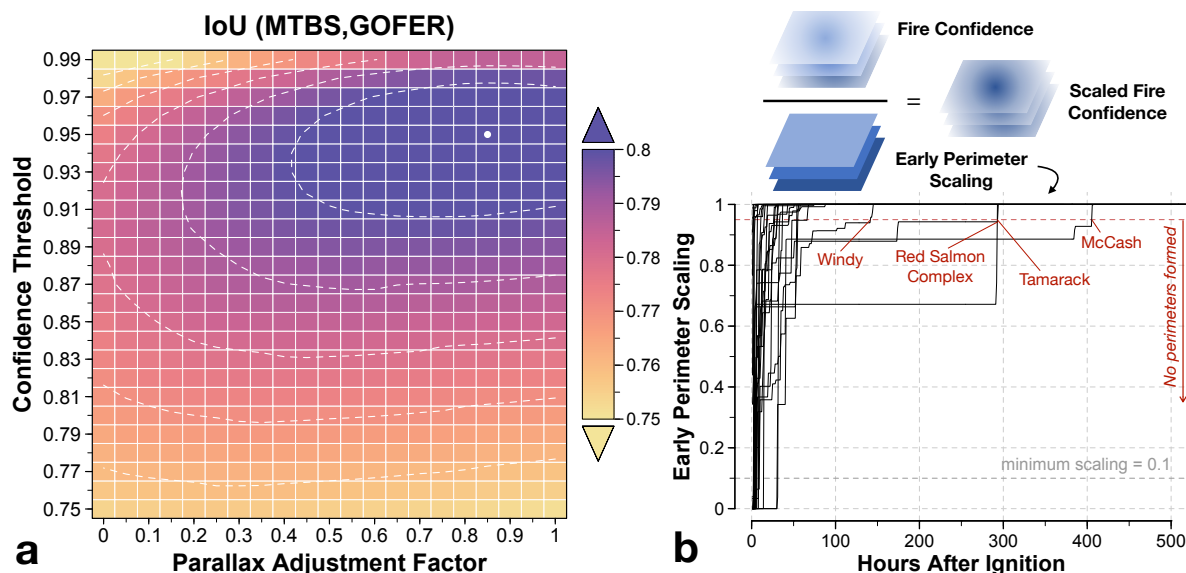 IoU (MTBS,GOFER)
Confidence Threshold
0.99
0.97
0.95
0.93
0.91
0.89
0.87
0.85
0.83
0.81
0.79
0.77
0.75
0 0.1 0.2 0.3 0.4 0.5 0.6 0.7 0.8 0.9 1
Parallax Adjustment Factor
a
0.8
0.79
0.78
0.77
0.76
0.75
Fire Confidence
=
Scaled Fire
Confidence
Early Perimeter
Scaling
Early Perimeter Scaling
1
0.8
0.6
0.4
0.2
0
Windy
Red Salmon
Complex
Tamarack
McCash
No perimeters formed
minimum scaling = 0.1
0 100 200 300 400 500
Hours After Ignition
b